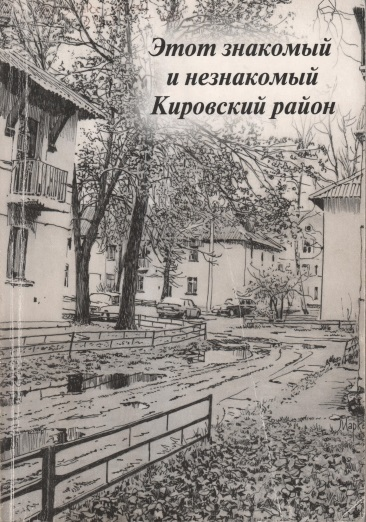 Этот знакомый
и незнакомый
Кировский район